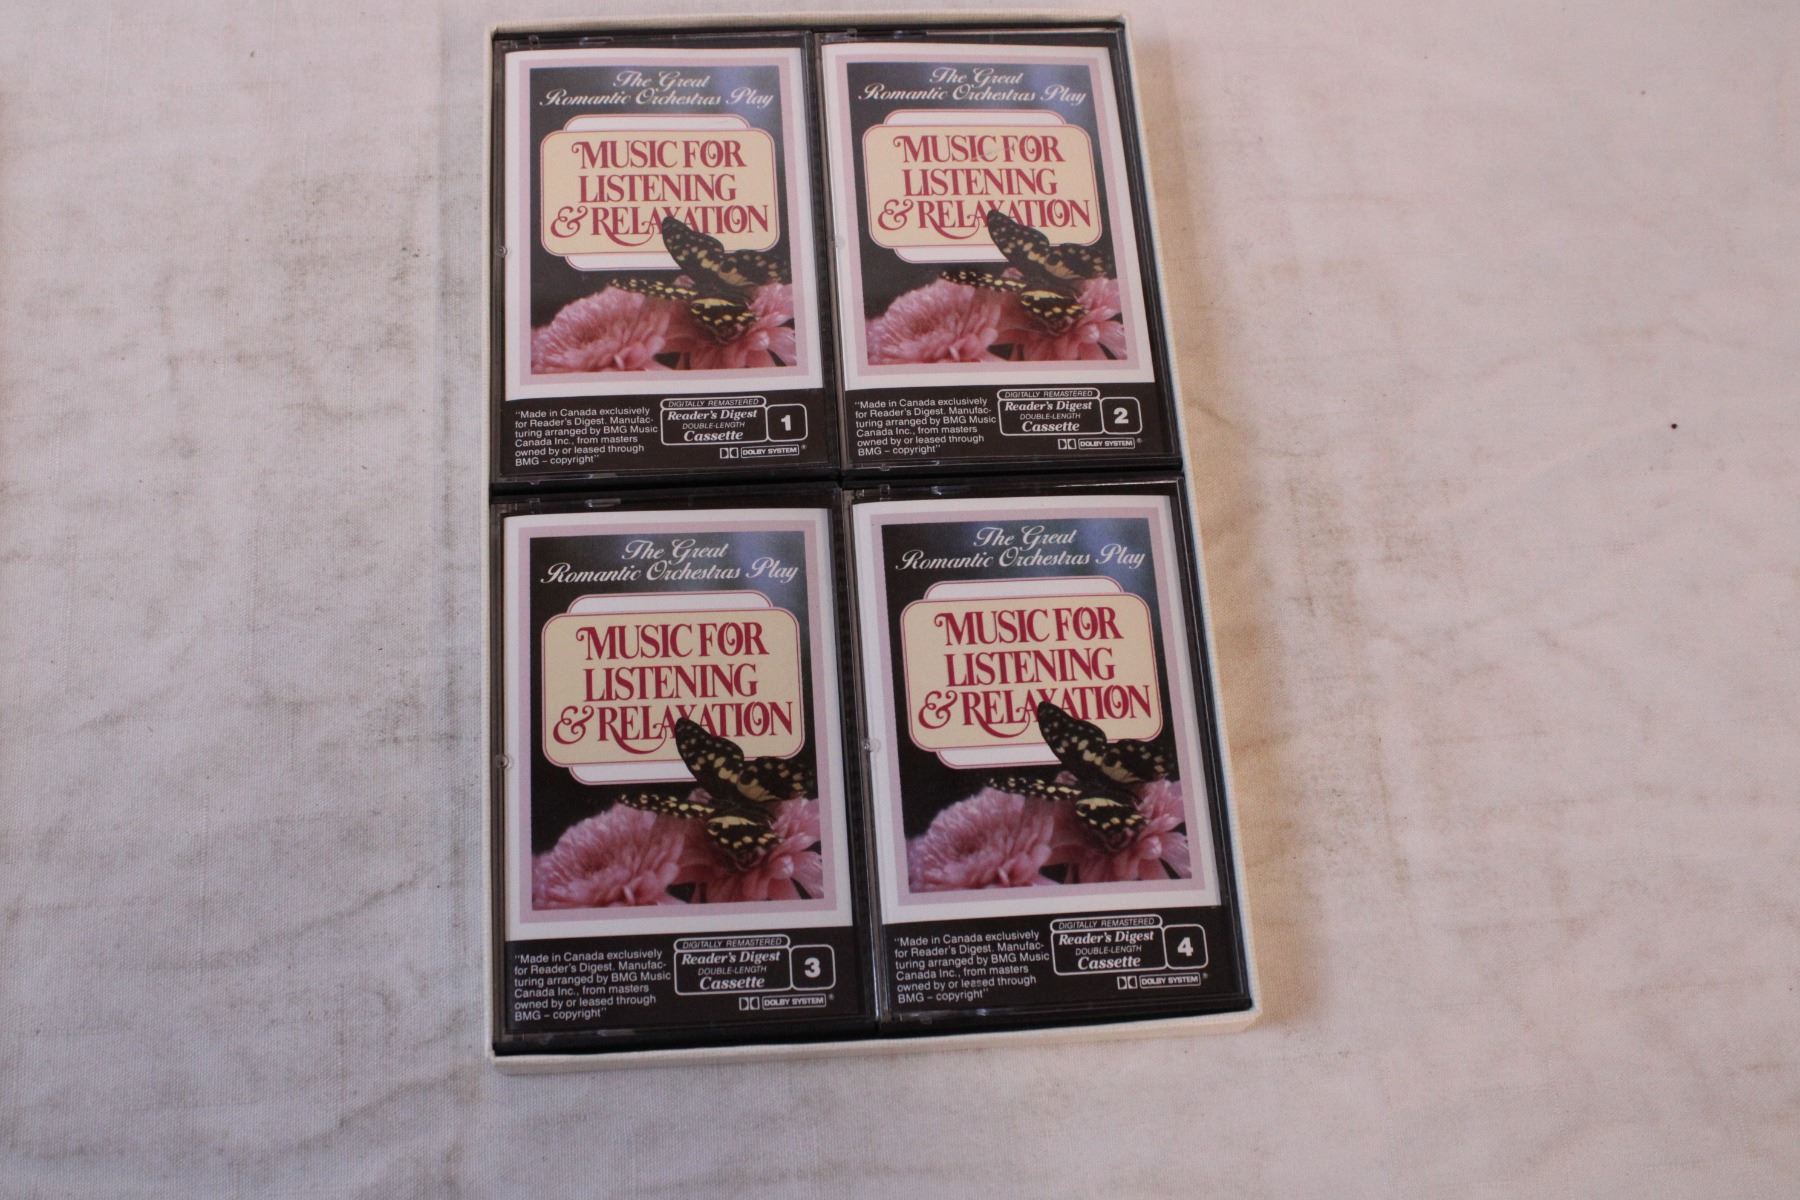 The Great
Romantic Orchestras Play
MUSIC FOR
LISTENING
& RELAXATION
"Made in Canada exclusively
for Reader's Digest. Manufac-
turing arranged by BMG Music
Canada Inc., from masters
owned by or leased through
BMG – copyright"
DIGITALLY REMASTERED
Reader's Digest
DOUBLE-LENGTH
Cassette
1
DOLBY SYSTEM®
The Great
Romantic Orchestras Play
MUSIC FOR
LISTENING
& RELAXATION
"Made in Canada exclusively
for Reader's Digest. Manufac-
turing arranged by BMG Music
Canada Inc., from masters
owned by or leased through
BMG – copyright"
DIGITALLY REMASTERED
Reader's Digest
DOUBLE-LENGTH
Cassette
2
DOLBY SYSTEM®
The Great
Romantic Orchestras Play
MUSIC FOR
LISTENING
& RELAXATION
"Made in Canada exclusively
for Reader's Digest. Manufac-
turing arranged by BMG Music
Canada Inc., from masters
owned by or leased through
BMG – copyright"
DIGITALLY REMASTERED
Reader's Digest
DOUBLE-LENGTH
Cassette
3
DOLBY SYSTEM®
The Great
Romantic Orchestras Play
MUSIC FOR
LISTENING
& RELAXATION
"Made in Canada exclusively
for Reader's Digest. Manufac-
turing arranged by BMG Music
Canada Inc., from masters
owned by or leased through
BMG – copyright"
DIGITALLY REMASTERED
Reader's Digest
DOUBLE-LENGTH
Cassette
4
DOLBY SYSTEM®